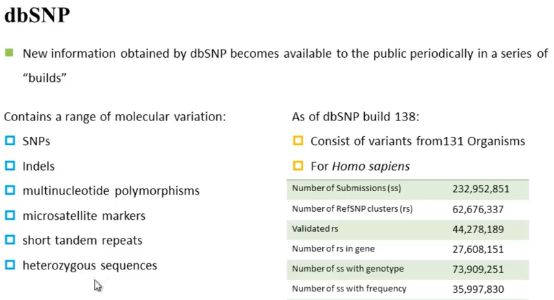 dbSNP
New information obtained by dbSNP becomes available to the public periodically in a series of
“builds”
Contains a range of molecular variation:
SNPs
Indels
multinucleotide polymorphisms
microsatellite markers
short tandem repeats
heterozygous sequences
As of dbSNP build 138:
Consist of variants from131 Organisms
For Homo sapiens
Number of Submissions (ss) 232,952,851
Number of RefSNP clusters (rs) 62,676,337
Validated rs 44,278,189
Number of rs in gene 27,608,151
Number of ss with genotype 73,909,251
Number of ss with frequency 35,997,830